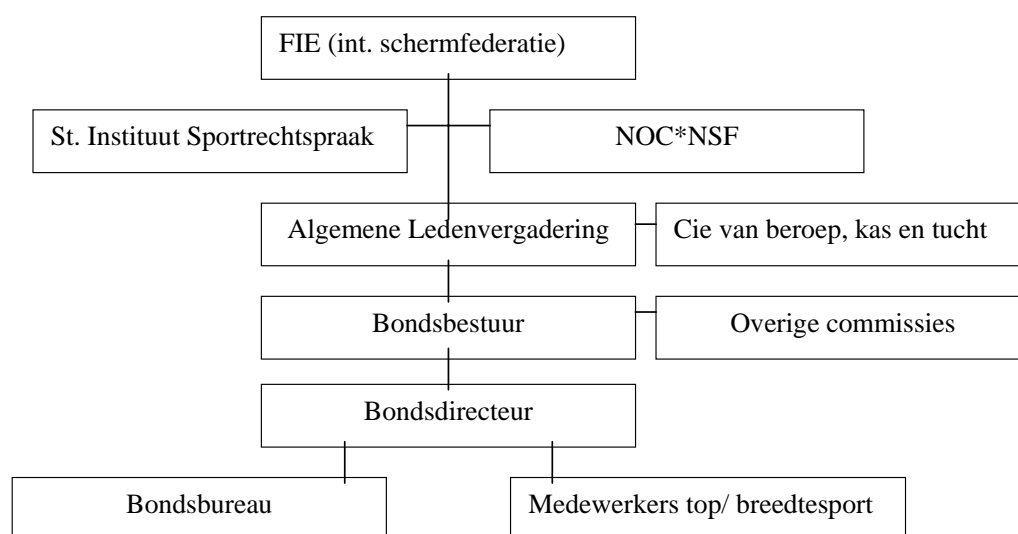 FIE (int. schermfederatie)
St. Instituut Sportrechtspraak
NOC*NSF
Algemene Ledenvergadering
Cie van beroep, kas en tucht
Bondsbestuur
Overige commissies
Bondsdirecteur
Bondsbureau
Medewerkers top/ breedtesport